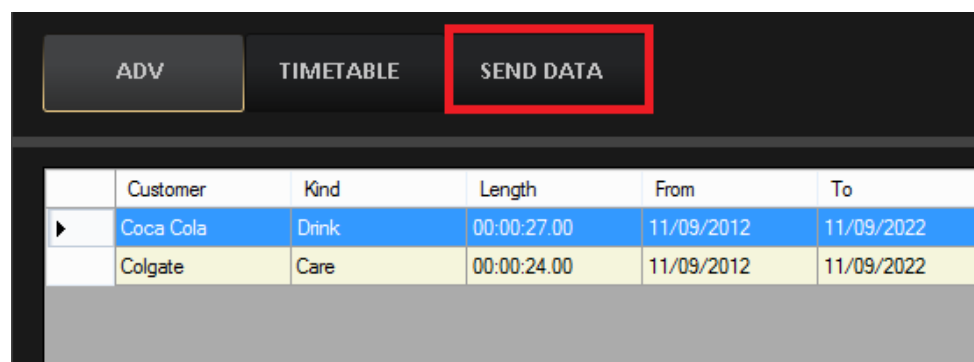 ADV TIMETABLE SEND DATA
Customer Kind Length From To
Coca Cola Drink 00:00:27.00 11/09/2012 11/09/2022
Colgate Care 00:00:24.00 11/09/2012 11/09/2022